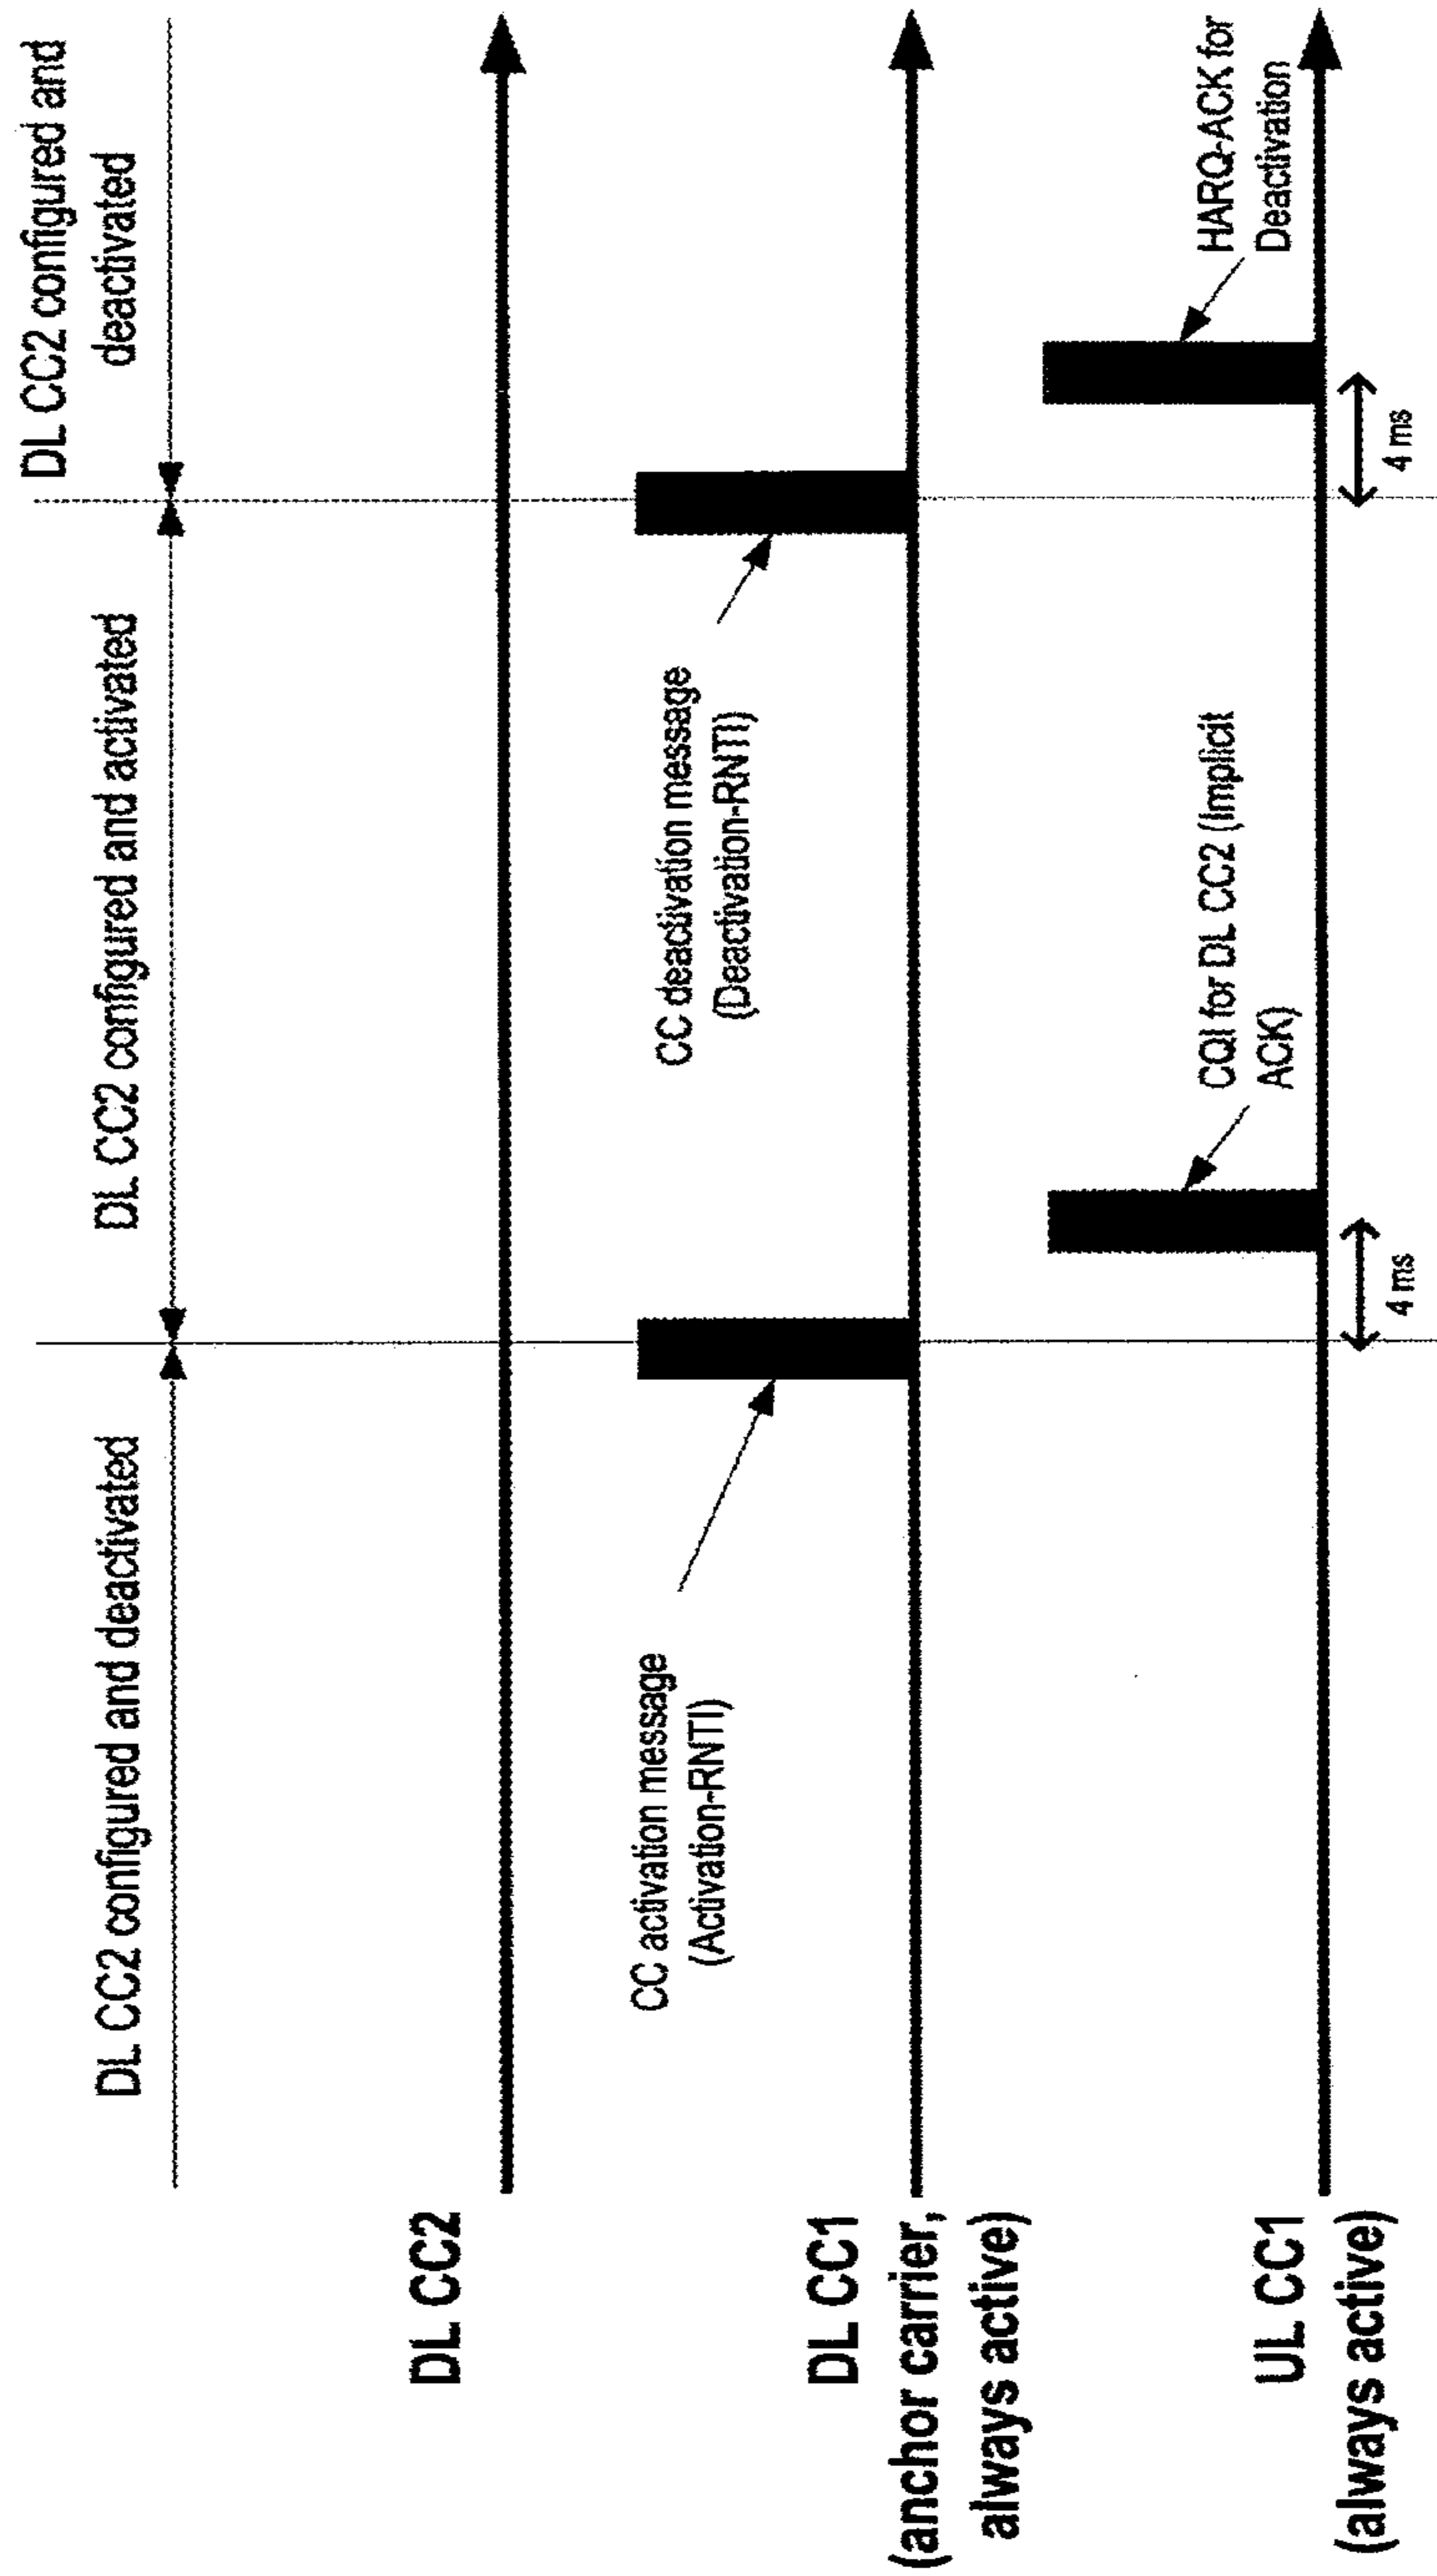 DL CC2 configured and deactivated
DL CC2 configured and activated
DL CC2 configured and
deactivated
DL CC2
CC activation message
(Activation-RNTI)
CC deactivation message
(Deactivation-RNTI)
DL CC1
(anchor carrier,
always active)
CQI for DL CC2 (Implicit
ACK)
HARQ-ACK for
Deactivation
UL CC1
(always active)
4 ms
4 ms